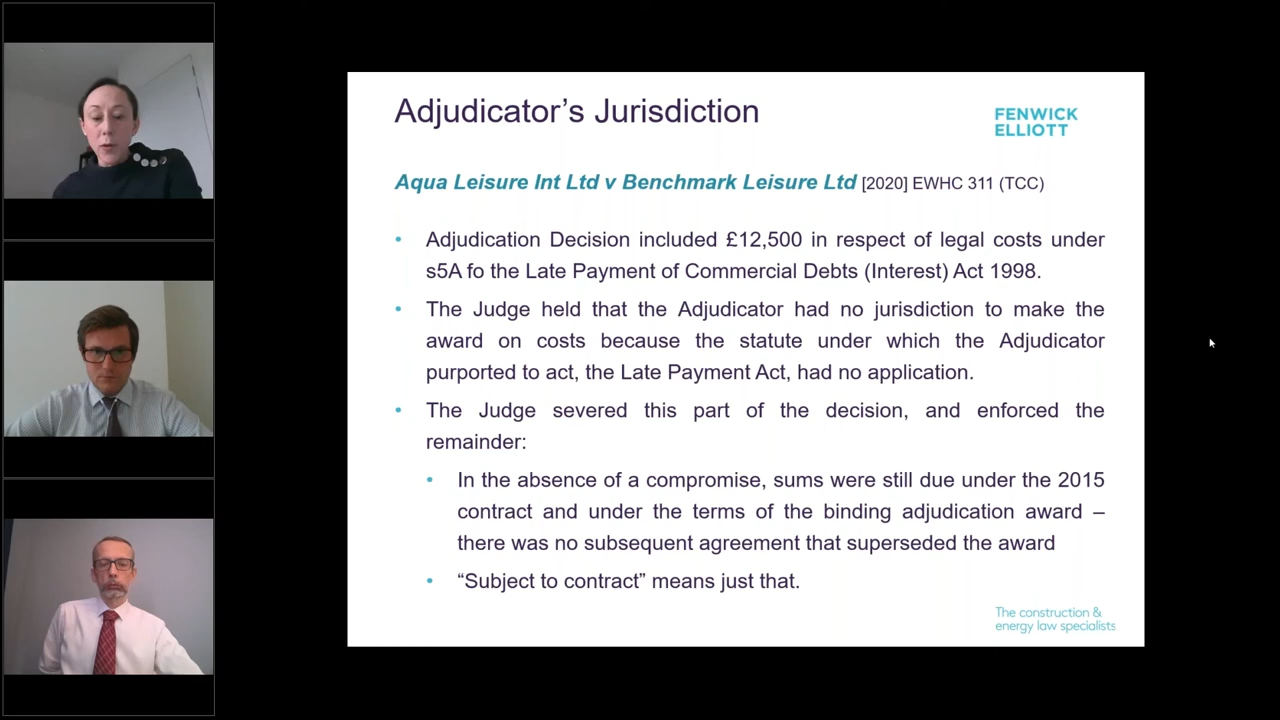 Adjudicator’s Jurisdiction
FENWICK
ELLIOTT
Aqua Leisure Int Ltd v Benchmark Leisure Ltd [2020] EWHC 311 (TCC)
• Adjudication Decision included £12,500 in respect of legal costs under
s5A fo the Late Payment of Commercial Debts (Interest) Act 1998.
• The Judge held that the Adjudicator had no jurisdiction to make the
award on costs because the statute under which the Adjudicator
purported to act, the Late Payment Act, had no application.
• The Judge severed this part of the decision, and enforced the
remainder:
• In the absence of a compromise, sums were still due under the 2015
contract and under the terms of the binding adjudication award –
there was no subsequent agreement that superseded the award
• “Subject to contract” means just that.
The construction &
energy law specialists